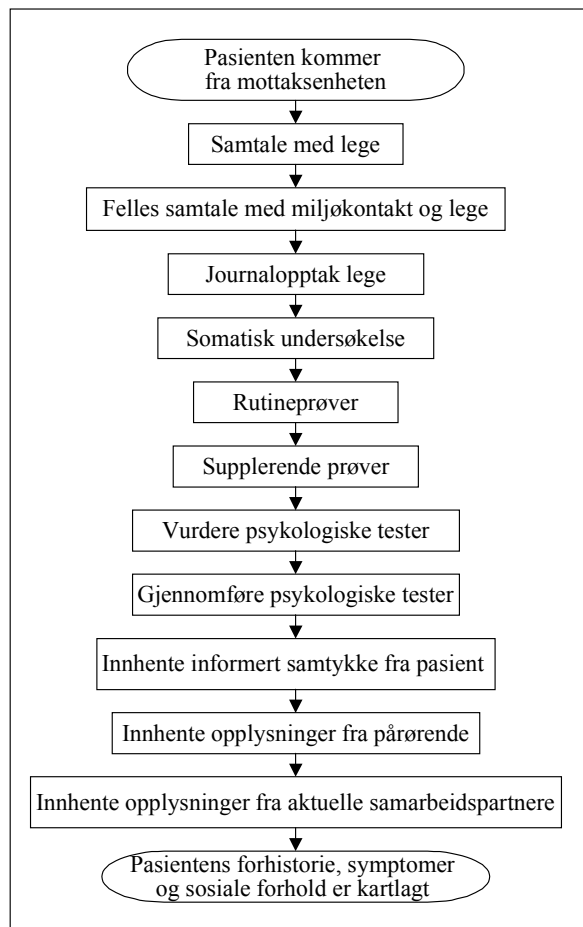 Pasienten kommer
fra mottaksenheten
Samtale med lege
Felles samtale med miljøkontakt og lege
Journalopptak lege
Somatisk undersøkelse
Rutineprøver
Supplerende prøver
Vurdere psykologiske tester
Gjennomføre psykologiske tester
Innhente informert samtykke fra pasient
Innhente opplysninger fra pårørende
Innhente opplysninger fra aktuelle samarbeidspartnere
Pasientens forhistorie, symptomer
og sosiale forhold er kartlagt